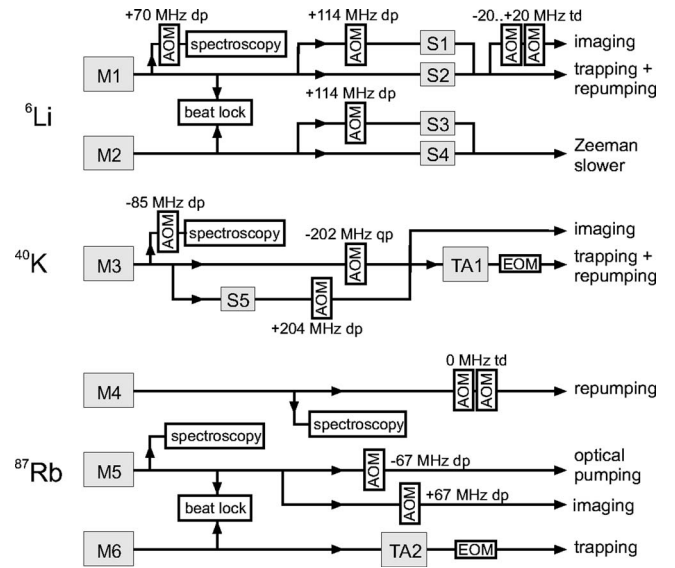 +70 MHz dp
+114 MHz dp
-20..+20 MHz td
AOM
spectroscopy
AOM
S1
AOM
AOM
imaging
M1
S2
trapping +
repumping
⁶Li
beat lock
+114 MHz dp
AOM
S3
M2
S4
Zeeman
slower
-85 MHz dp
AOM
spectroscopy
-202 MHz qp
imaging
⁴⁰K
M3
AOM
TA1
EOM
trapping +
repumping
S5
AOM
+204 MHz dp
0 MHz td
M4
AOM
AOM
repumping
spectroscopy
spectroscopy
⁸⁷Rb
M5
AOM
-67 MHz dp
optical
pumping
beat lock
AOM
+67 MHz dp
imaging
M6
TA2
EOM
trapping